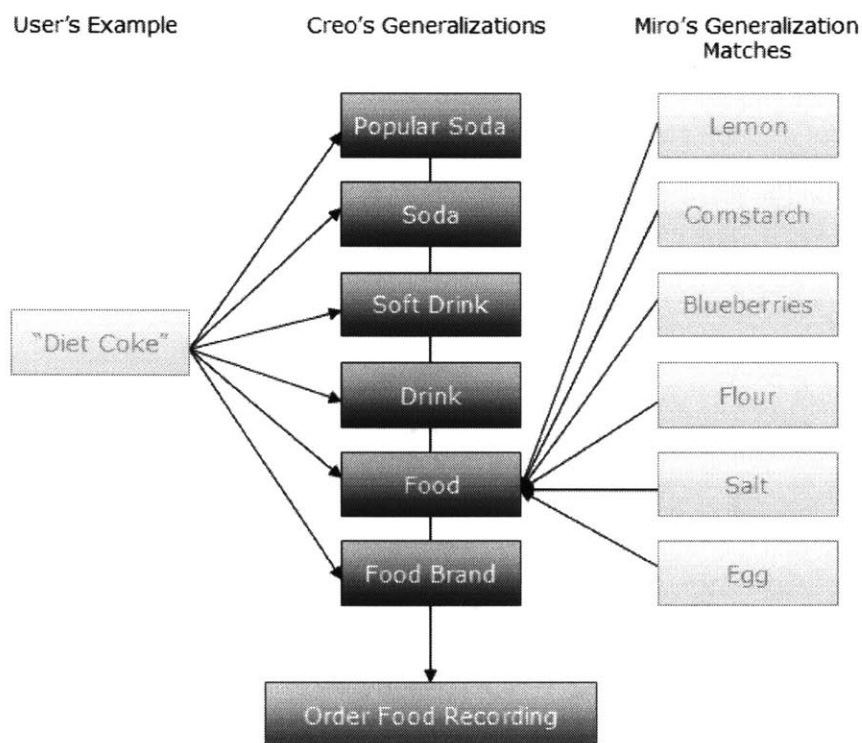 User's Example
Creo's Generalizations
Miro's Generalization
Matches
Popular Soda
Lemon
Soda
Cornstarch
Soft Drink
Blueberries
"Diet Coke"
Drink
Flour
Food
Salt
Food Brand
Egg
Order Food Recording